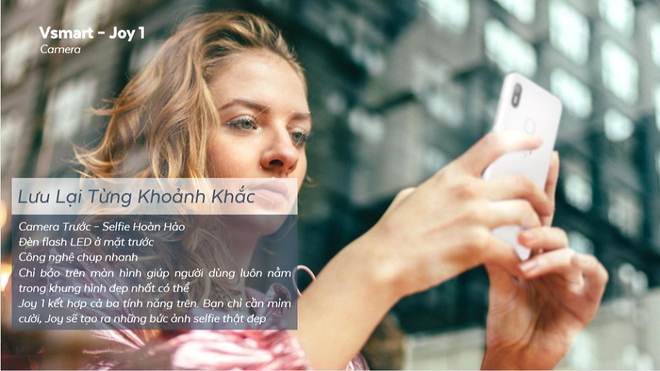 Vsmart – Joy 1
Camera
Lưu Lại Từng Khoảnh Khắc
Camera Trước – Selfie Hoàn Hảo
Đèn flash LED ở mặt trước
Công nghệ chụp nhanh
Chỉ báo trên màn hình giúp người dùng luôn nằm
trong khung hình đẹp nhất có thể
Joy 1 kết hợp cả ba tính năng trên. Bạn chỉ cần mỉm
cười, Joy sẽ tạo ra những bức ảnh selfie thật đẹp